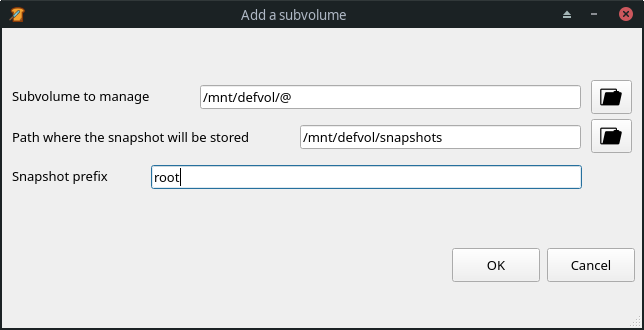 Add a subvolume
Subvolume to manage /mnt/defvol/@
Path where the snapshot will be stored /mnt/defvol/snapshots
Snapshot prefix root
OK Cancel